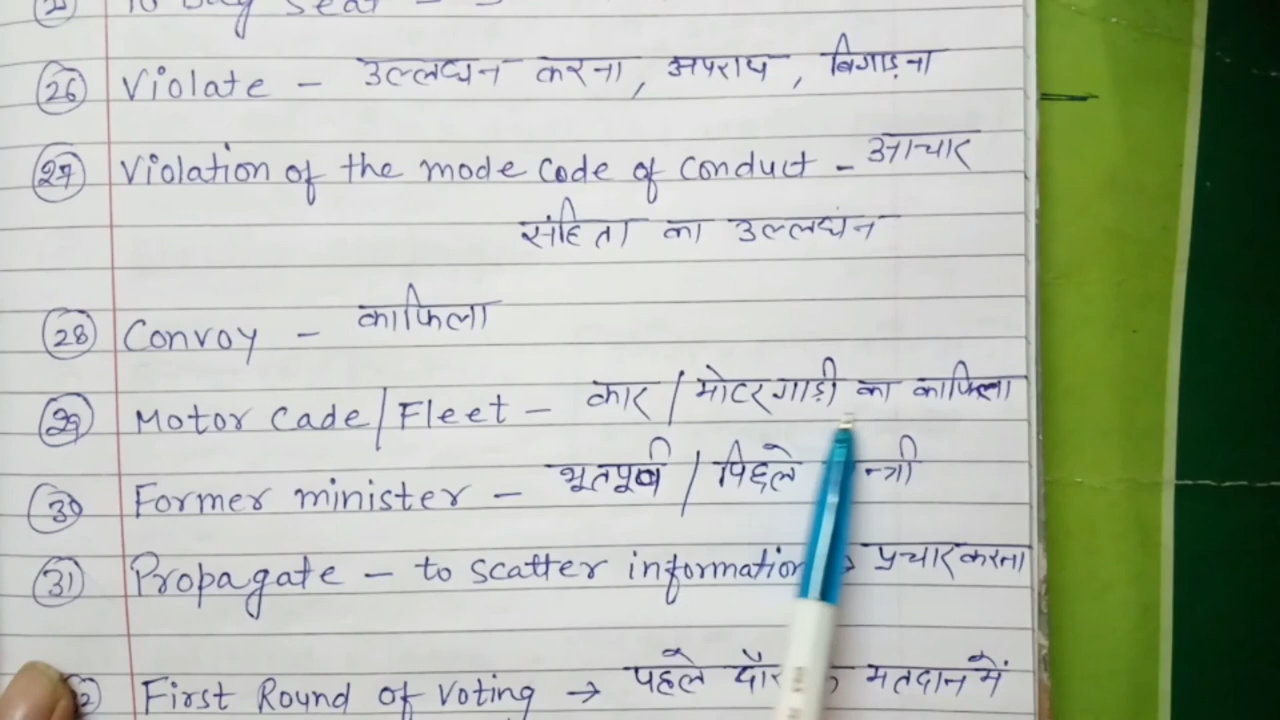 26 Violate - उल्लघन करना, अपराध, बिगाड़ना
27 Violation of the mode Code of conduct - आचार
संहिता का उल्लघंन
28 Convoy - काफिला
29 Motor Cade/Fleet - कार/मोटरगाड़ी का काफिला
30 Former minister - भूतपूर्व/पिछले
31 Propagate - to scatter information → प्रचार करना
First Round of voting → पहले मतदान में